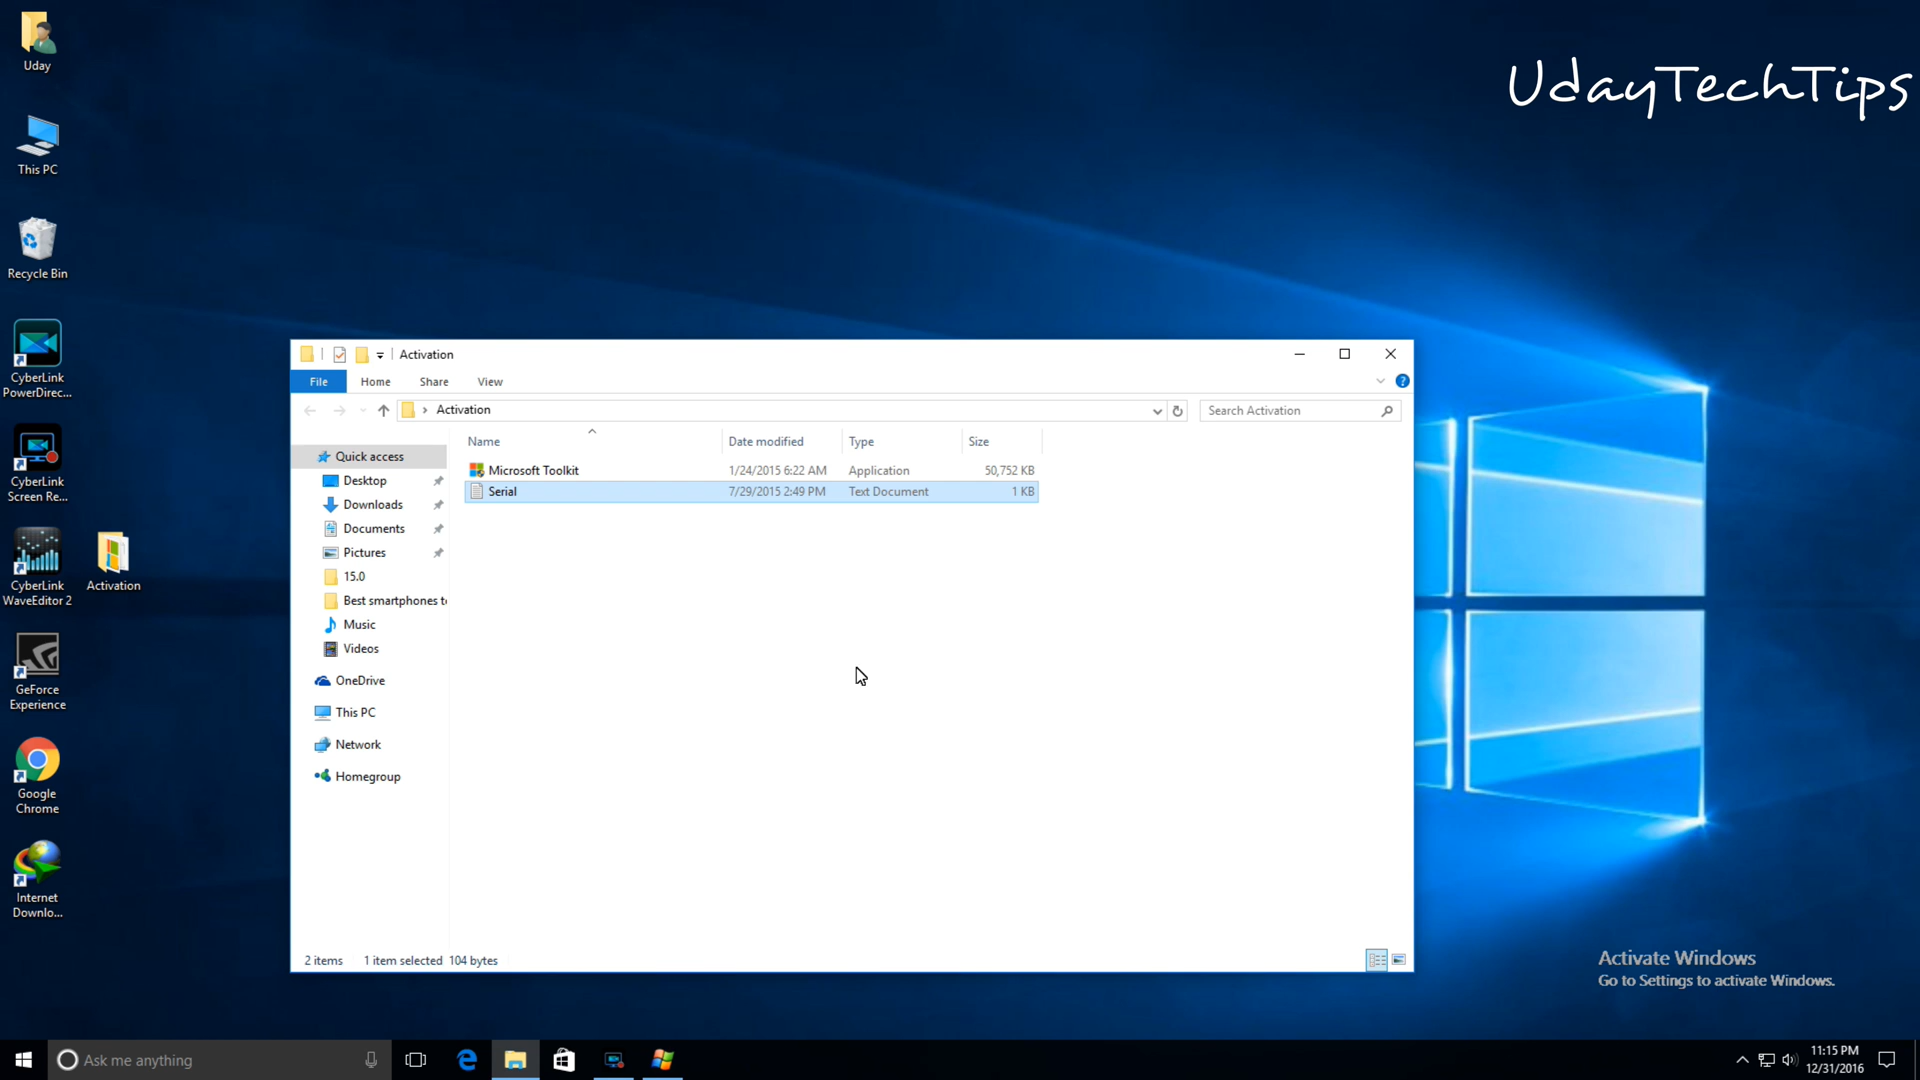 Uday
This PC
Recycle Bin
CyberLink
PowerDirec...
CyberLink
Screen Re...
CyberLink
WaveEditor 2
Activation
GeForce
Experience
Google
Chrome
Internet
Downlo...
UdayTechTips
Activation
File Home Share View
Activation
Search Activation
Name Date modified Type Size
Quick access
Desktop
Downloads
Documents
Pictures
15.0
Best smartphones to
Music
Videos
OneDrive
This PC
Network
Homegroup
Microsoft Toolkit 1/24/2015 6:22 AM Application 50,752 KB
Serial 7/29/2015 2:49 PM Text Document 1 KB
2 items 1 item selected 104 bytes
Activate Windows
Go to Settings to activate Windows.
Ask me anything
11:15 PM
12/31/2016